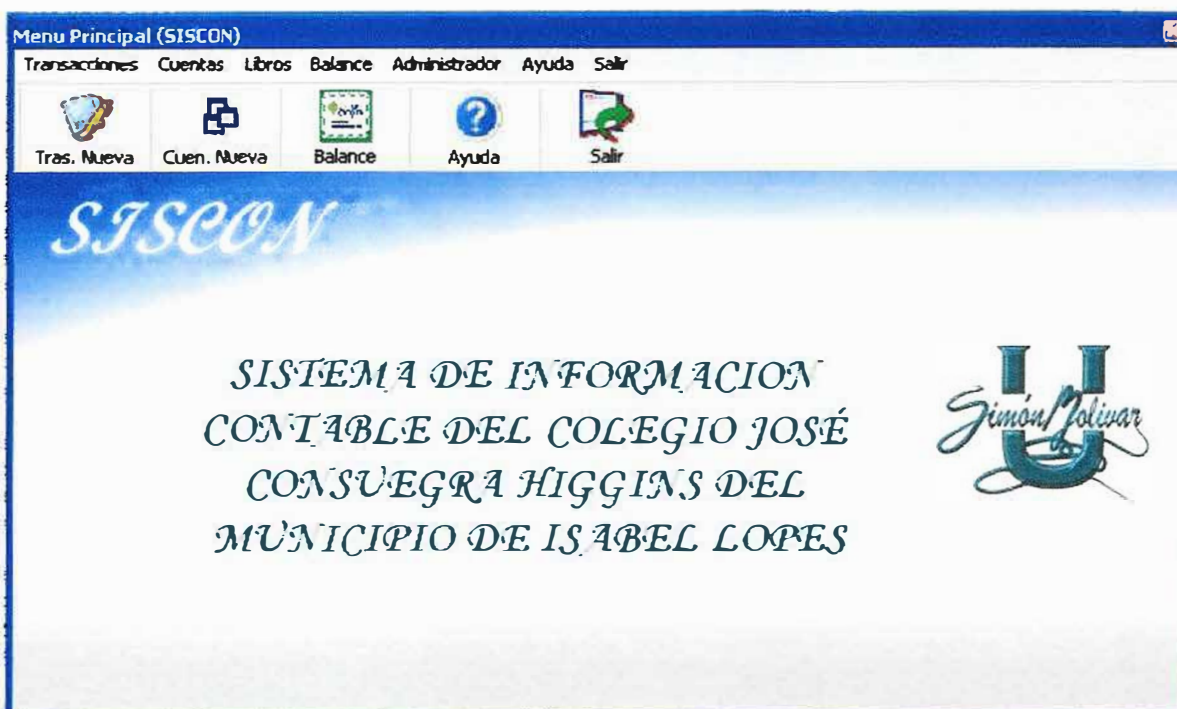 Menu Principal (SISCON)
Transacciones Cuentas Libros Balance Administrador Ayuda Salir
Tras. Nueva Cuen. Nueva Balance Ayuda Salir
SISCON
SISTEMA DE INFORMACION
CONTABLE DEL COLEGIO JOSÉ
CONSUEGRA HIGGINS DEL
MUNICIPIO DE ISABEL LOPES
U
Simón Bolivar